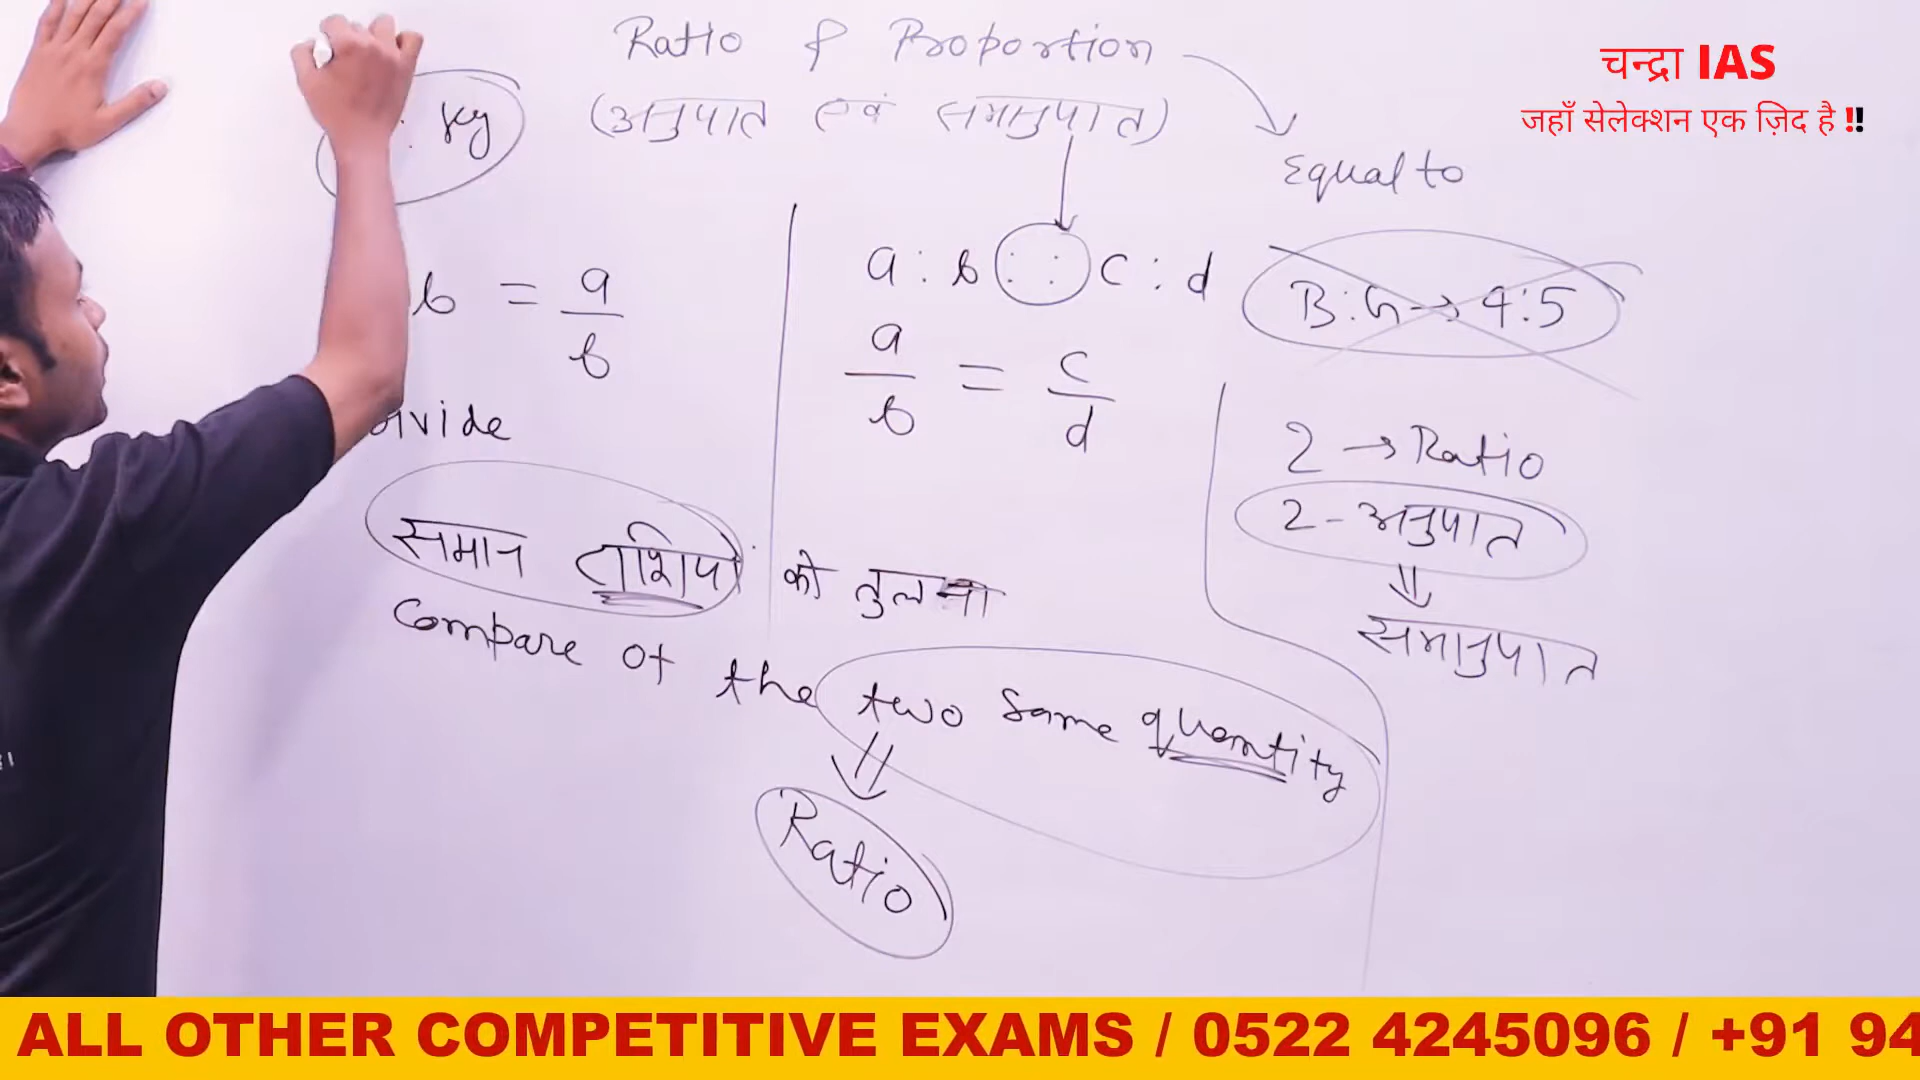 Ratio & Proportion
(अनुपात एवं समानुपात)
चन्द्रा IAS
जहाँ सेलेक्शन एक ज़िद है !!
: Kg
Equal to
b = a/b
a : b :: c : d
a/b = c/d
B:G → 4:5
2 → Ratio
2 - अनुपात
समानुपात
समान राशियों की तुलना
Compare of the two same quantity
Ratio
ALL OTHER COMPETITIVE EXAMS / 0522 4245096 / +91 94